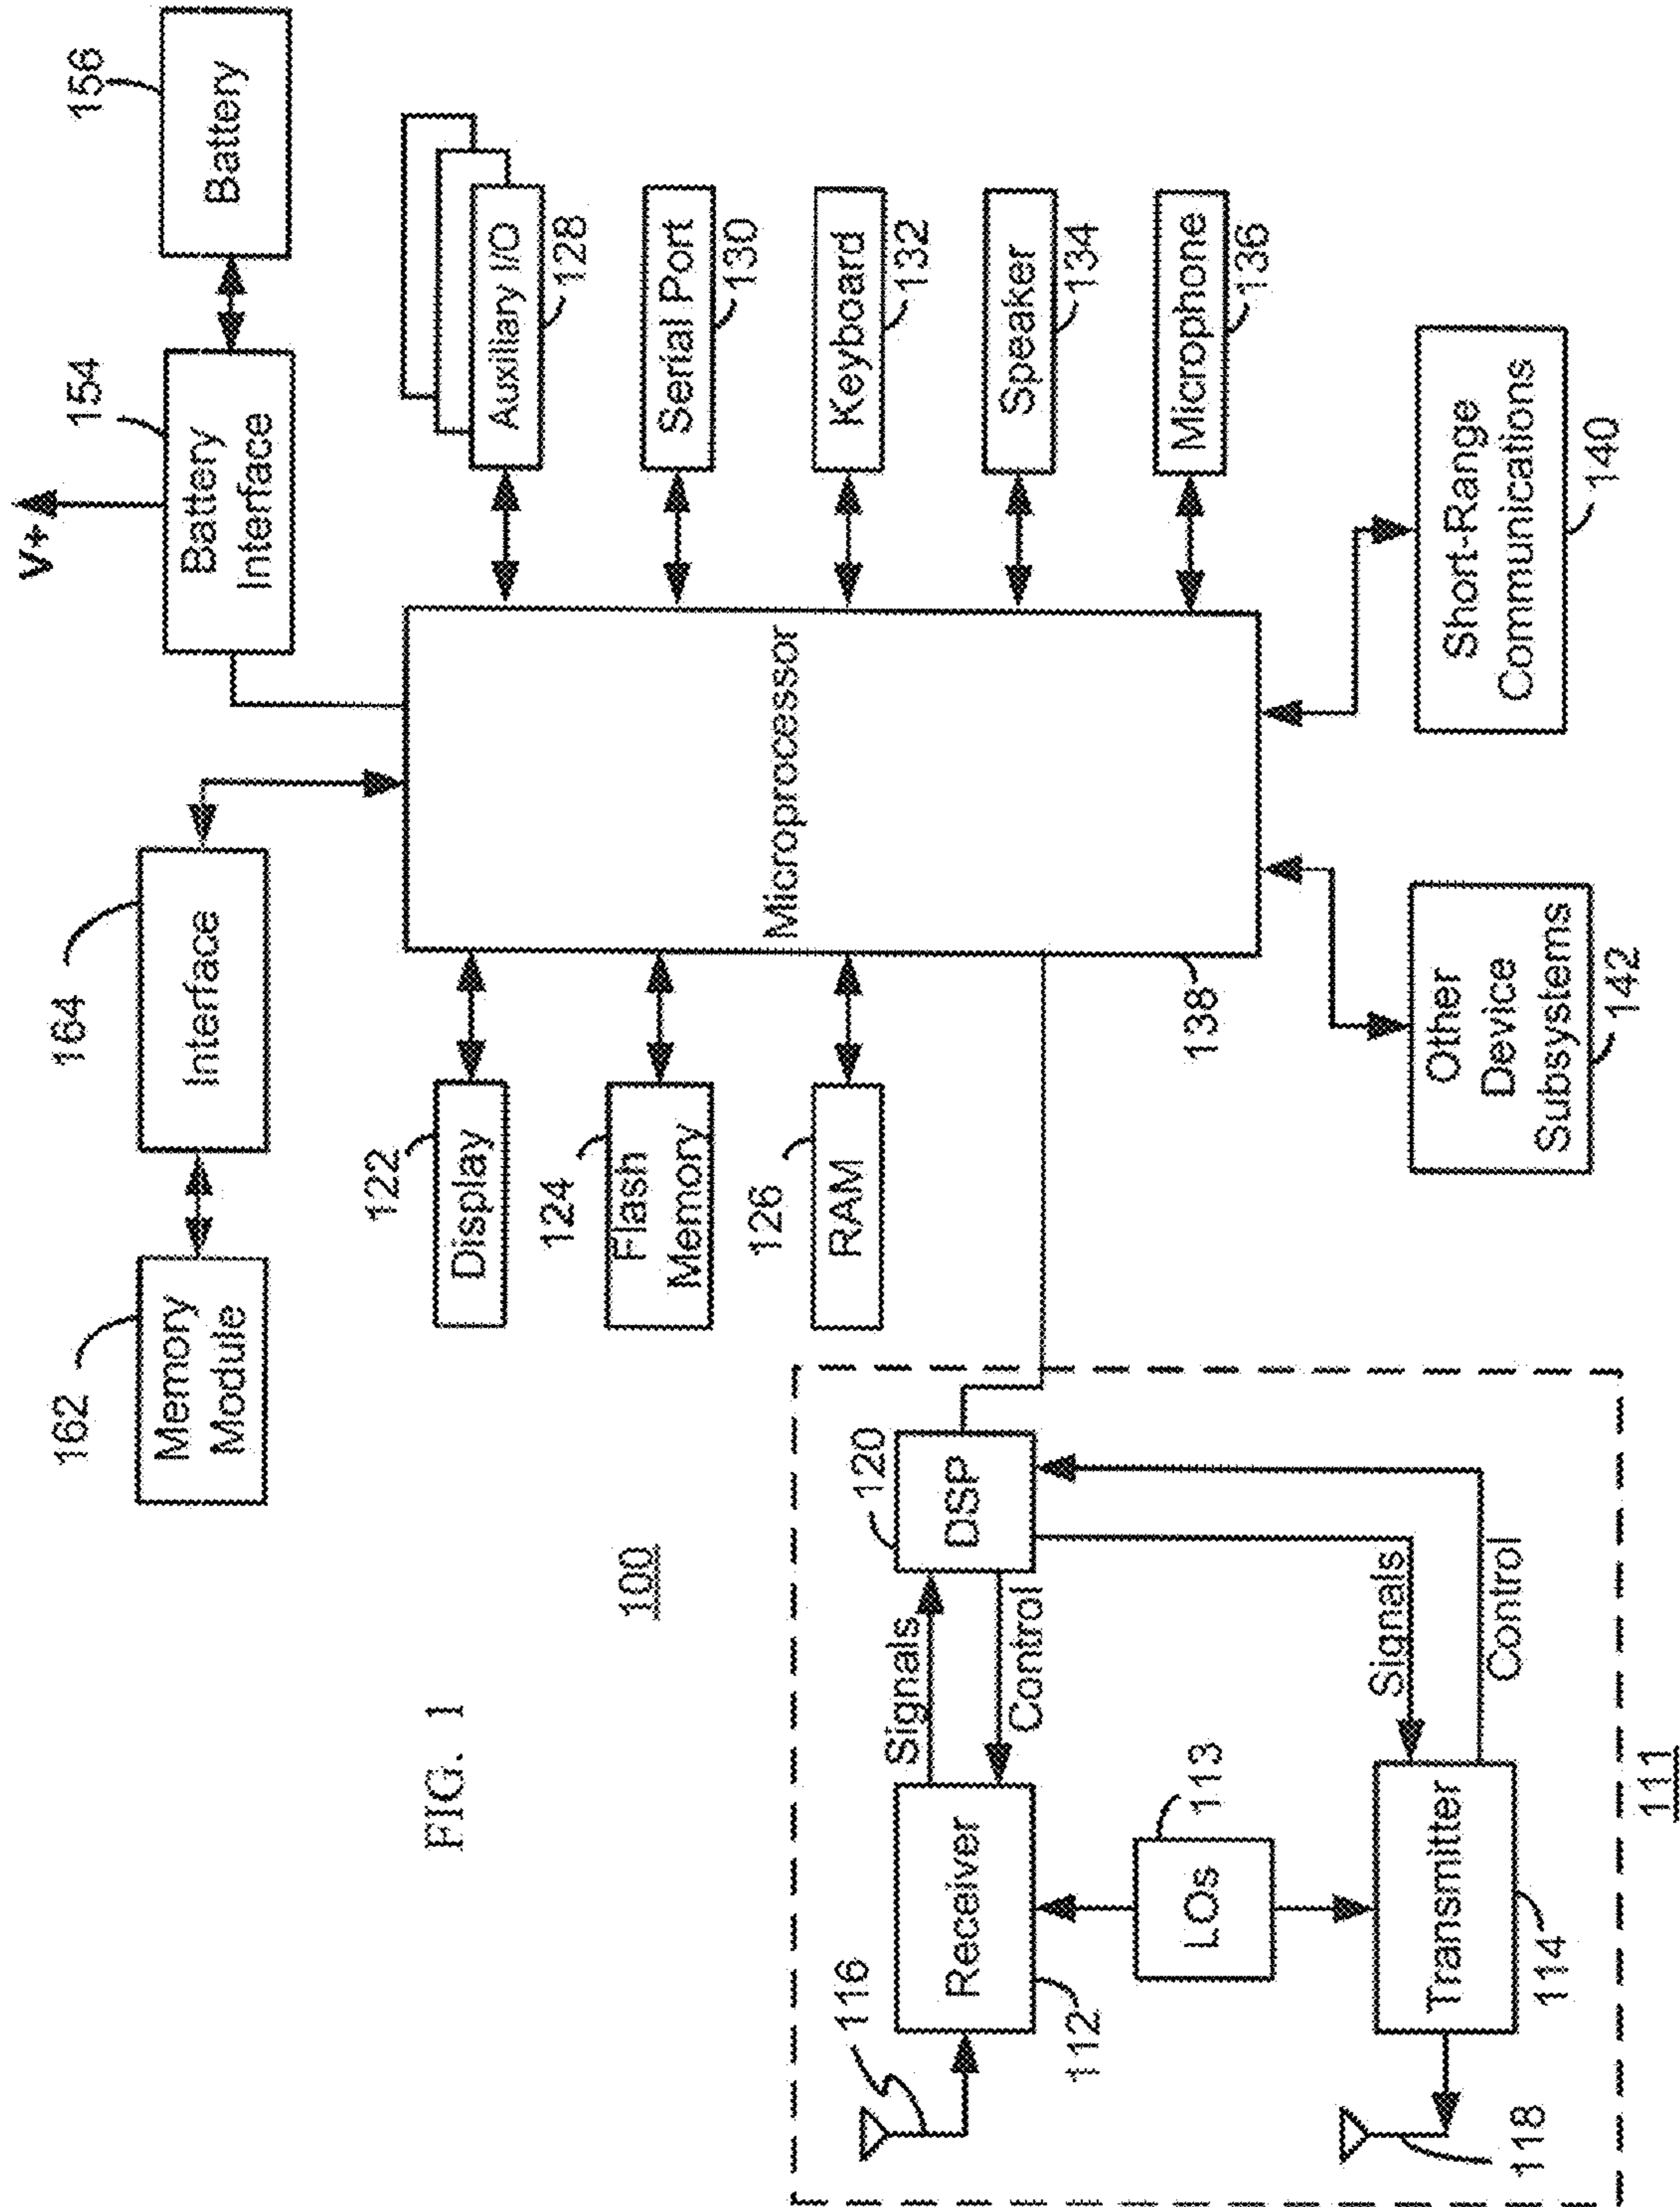 FIG. 1
100
162
Memory
Module
164
Interface
V+
154
Battery
Interface
156
Battery
122
Display
124
Flash
Memory
126
RAM
Microprocessor
138
Auxiliary I/O
128
Serial Port
130
Keyboard
132
Speaker
134
Microphone
136
Other
Device
Subsystems
142
Short-Range
Communications
140
116
Receiver
112
Signals
Control
120
DSP
LOs
113
Signals
Control
Transmitter
114
118
111